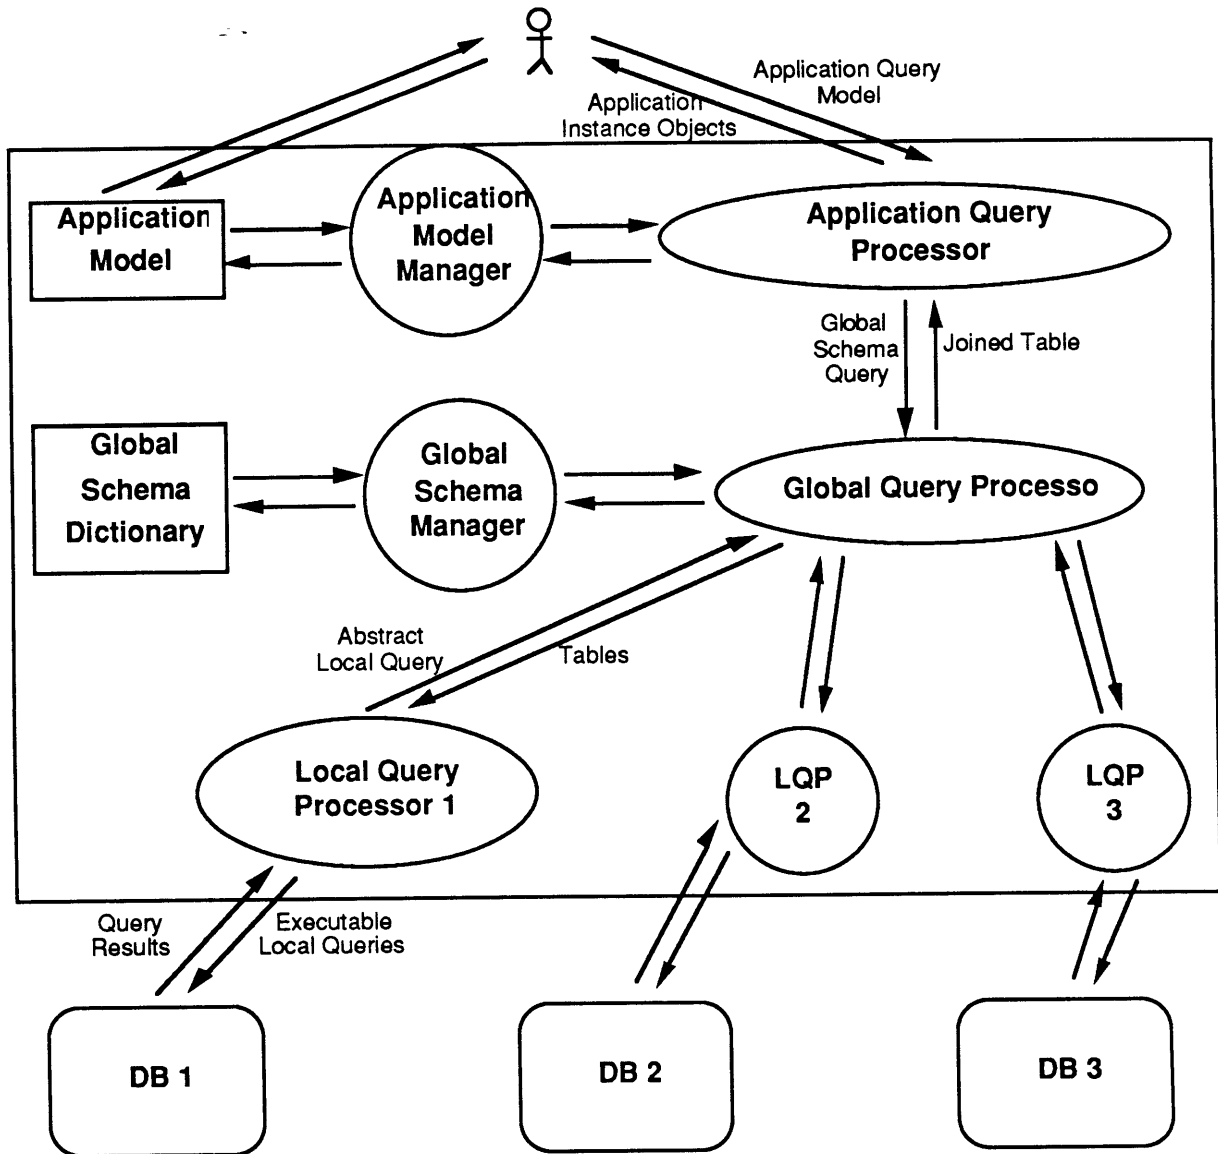 Application Query
Model
Application
Instance Objects
Application
Model
Application
Model
Manager
Application Query
Processor
Global
Schema
Query
Joined Table
Global
Schema
Dictionary
Global
Schema
Manager
Global Query Processo
Abstract
Local Query
Tables
Local Query
Processor 1
LQP
2
LQP
3
Query
Results
Executable
Local Queries
DB 1
DB 2
DB 3